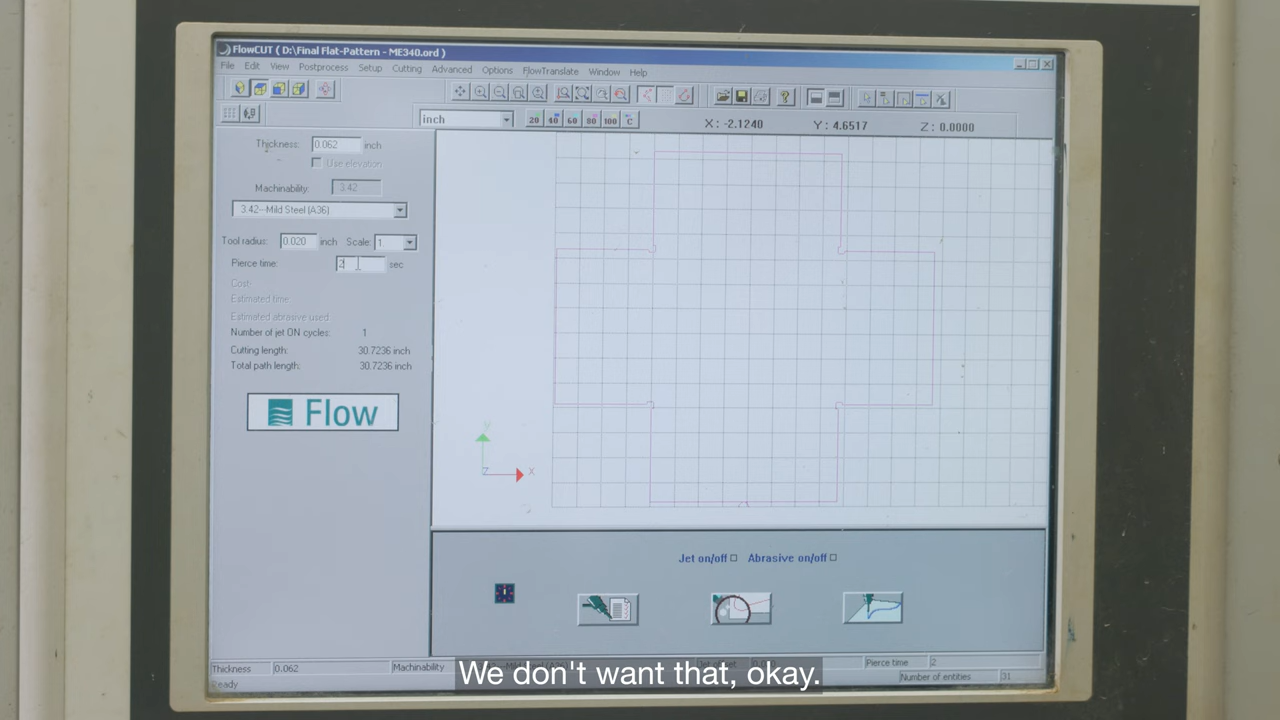 FlowCUT ( D:\Final Flat-Pattern - ME340.ord )
File Edit View Postprocess Setup Cutting Advanced Options FlowTranslate Window Help
inch 20 40 60 80 100 C X: -2.1240 Y: 4.6517 Z: 0.0000
Thickness: 0.062 inch
Use elevation
Machinability: 3.42
3.42--Mild Steel (A36)
Tool radius: 0.020 inch Scale: 1
Pierce time: 2 sec
Cost:
Estimated time:
Estimated abrasive used:
Number of jet ON cycles: 1
Cutting length: 30.7236 inch
Total path length: 30.7236 inch
Flow
Y
Z X
Jet on/off Abrasive on/off
Thickness 0.062 Machinability Pierce time 2
We don't want that, okay.
Ready Number of entities 31